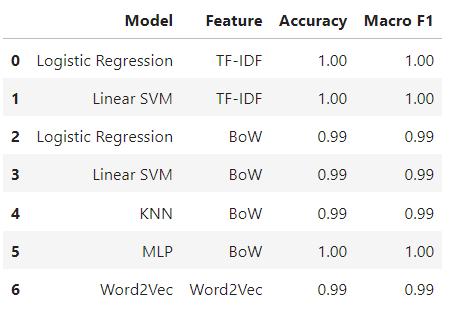 Model Feature Accuracy Macro F1
0 Logistic Regression TF-IDF 1.00 1.00
1 Linear SVM TF-IDF 1.00 1.00
2 Logistic Regression BoW 0.99 0.99
3 Linear SVM BoW 0.99 0.99
4 KNN BoW 0.99 0.99
5 MLP BoW 1.00 1.00
6 Word2Vec Word2Vec 0.99 0.99